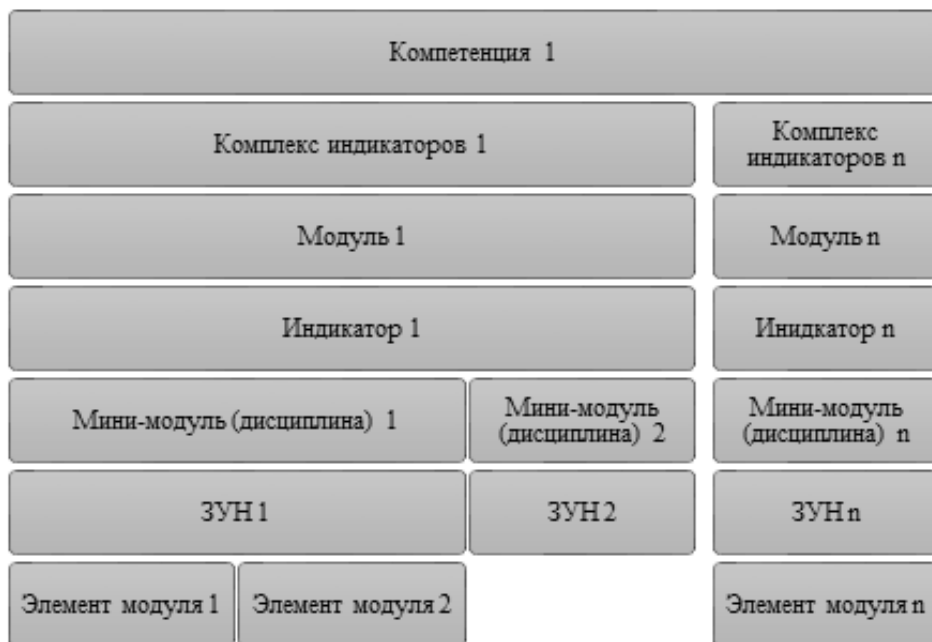 Компетенция 1
Комплекс индикаторов 1
Комплекс
индикаторов n
Модуль 1
Модуль n
Индикатор 1
Инидкатор n
Мини-модуль (дисциплина) 1
Мини-модуль
(дисциплина) 2
Мини-модуль
(дисциплина) n
ЗУН 1
ЗУН 2
ЗУН n
Элемент модуля 1
Элемент модуля 2
Элемент модуля n